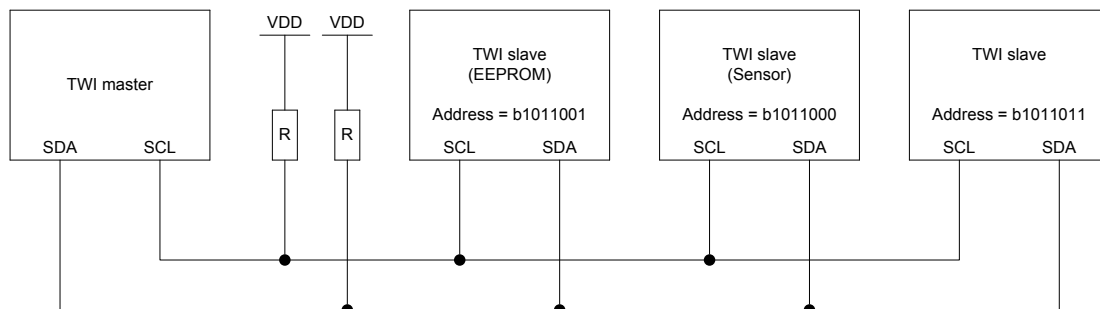 TWI master
SDA SCL
VDD VDD
R R
TWI slave
(EEPROM)
Address = b1011001
SCL SDA
TWI slave
(Sensor)
Address = b1011000
SCL SDA
TWI slave
Address = b1011011
SCL SDA